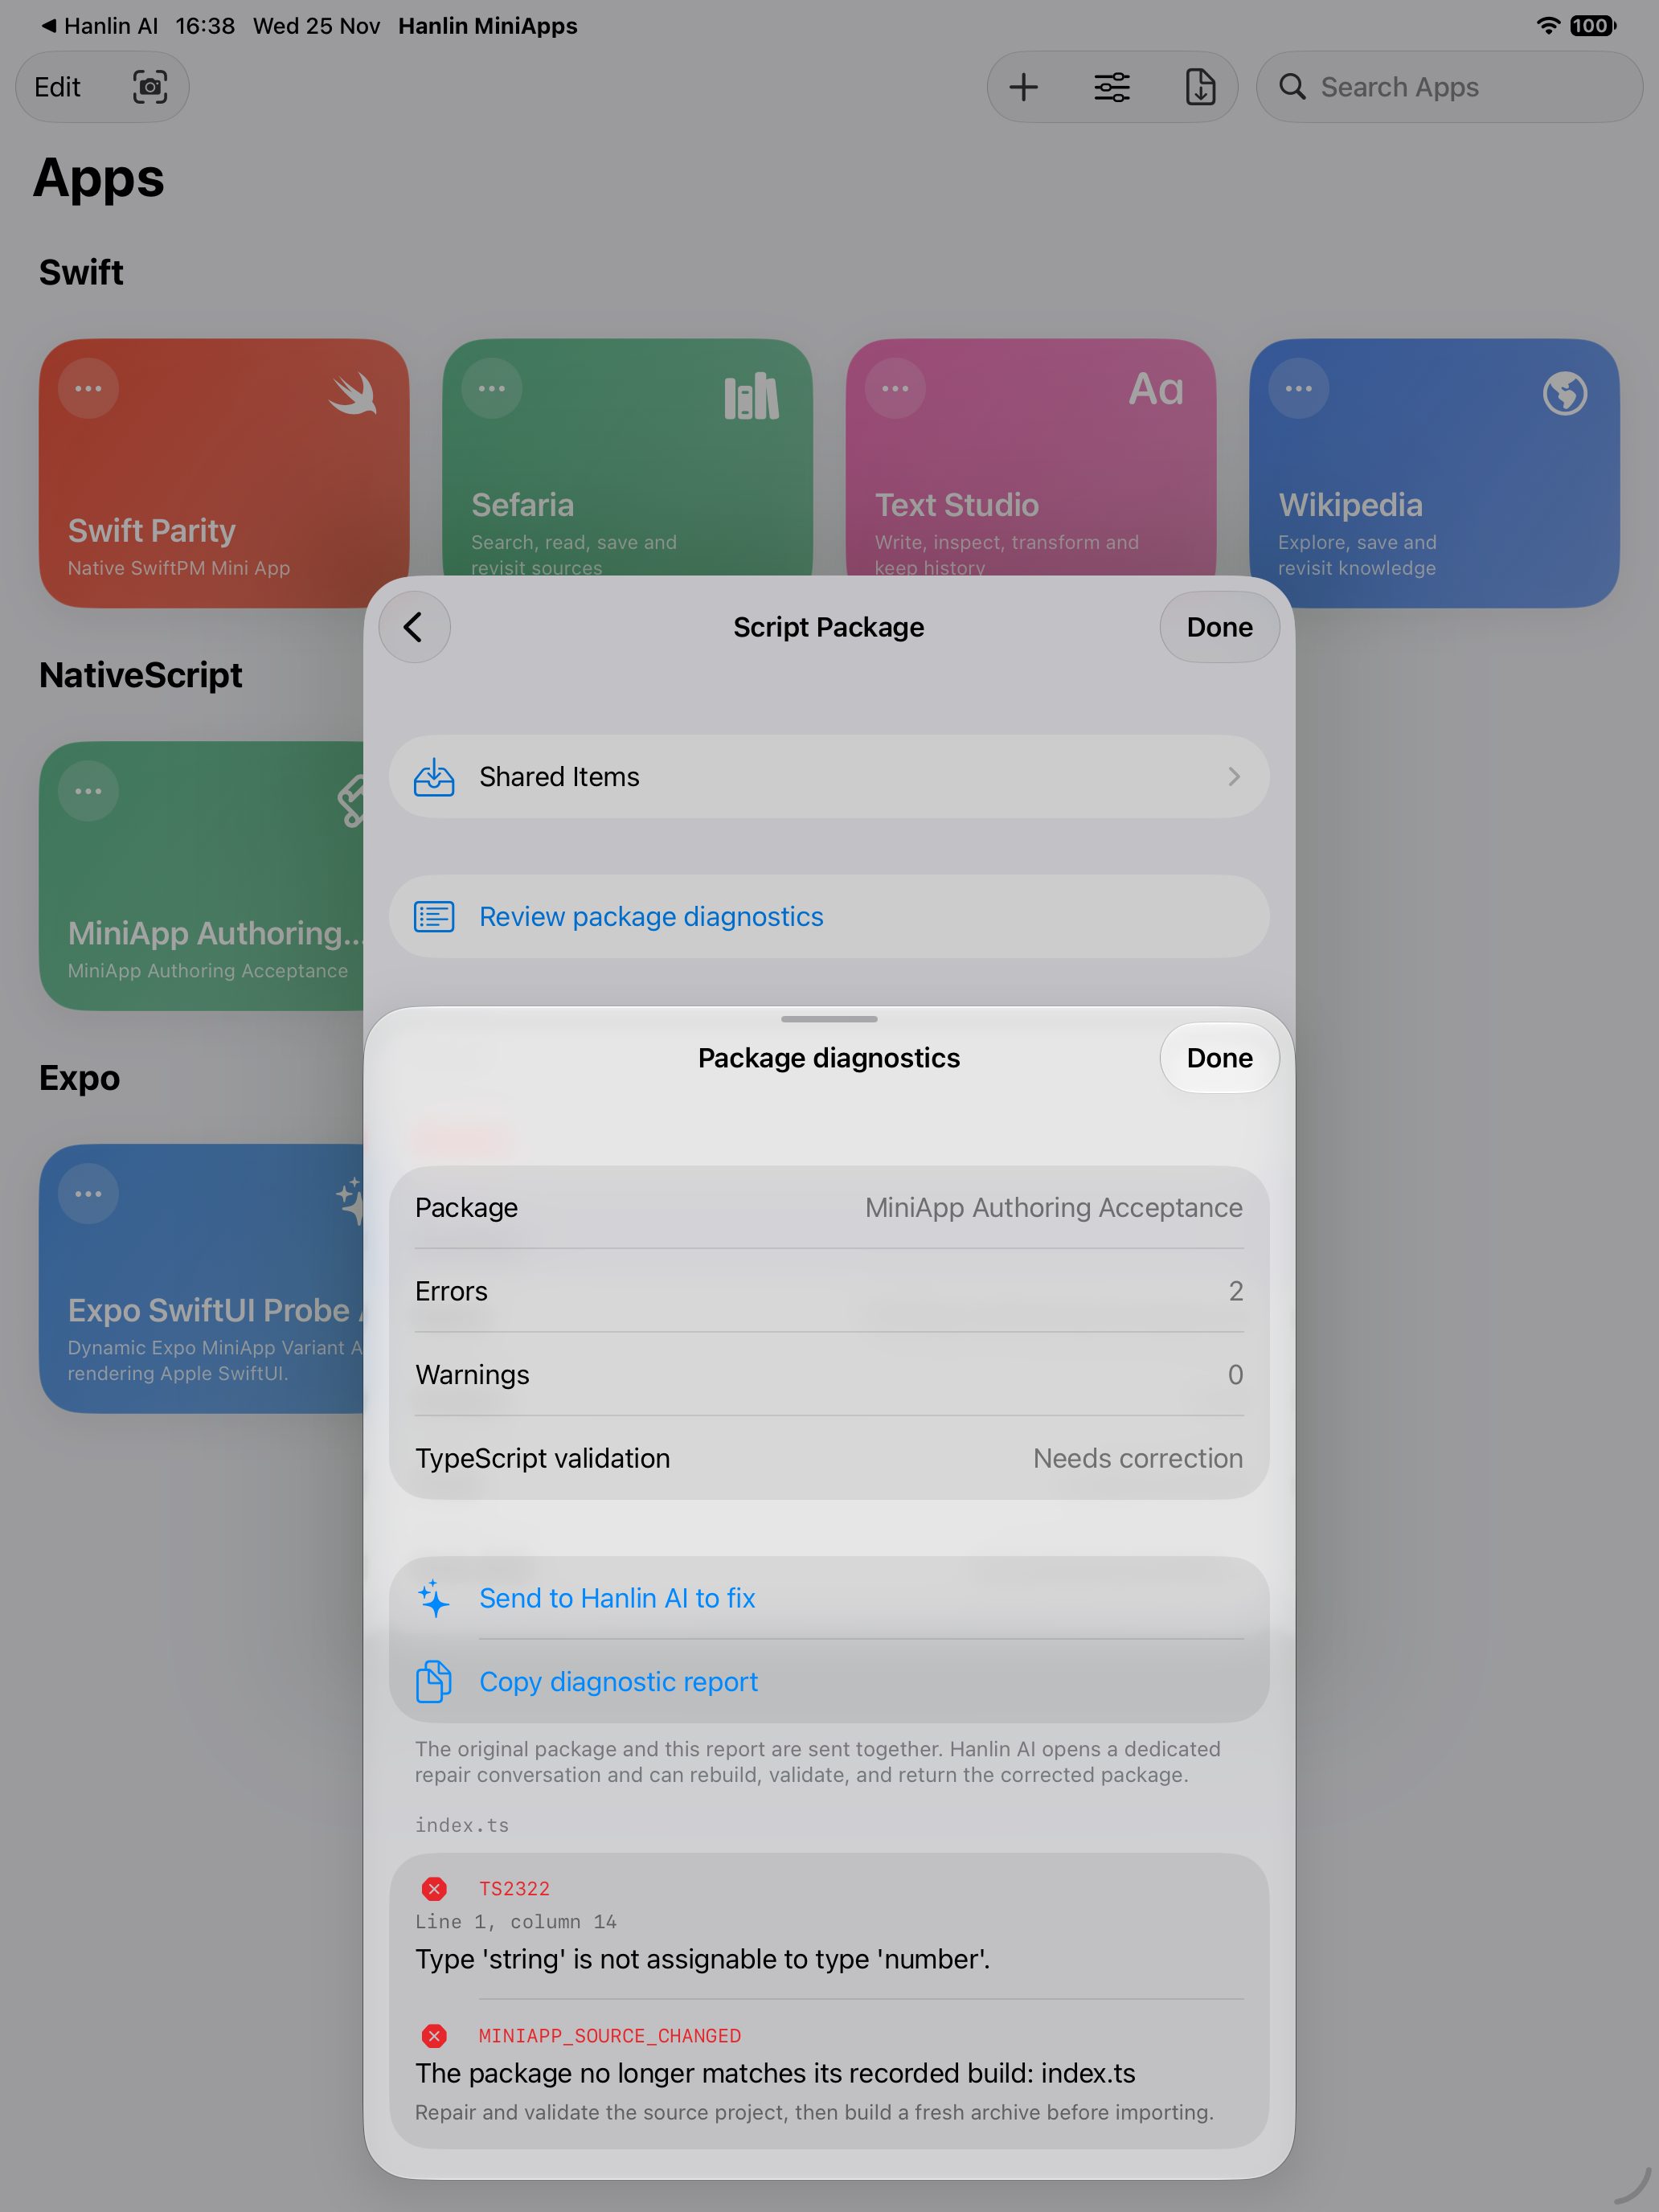 Hanlin AI 16:38 Wed 25 Nov Hanlin MiniApps
100
Edit
Search Apps
Apps
Swift
Swift Parity
Native SwiftPM Mini App
Sefaria
Search, read, save and
revisit sources
Aa
Text Studio
Write, inspect, transform and
keep history
Wikipedia
Explore, save and
revisit knowledge
NativeScript
MiniApp Authoring...
MiniApp Authoring Acceptance
Expo
Expo SwiftUI Probe
Dynamic Expo MiniApp Variant A
rendering Apple SwiftUI.
Script Package
Done
Shared Items
Review package diagnostics
Package diagnostics
Done
Package MiniApp Authoring Acceptance
Errors 2
Warnings 0
TypeScript validation Needs correction
Send to Hanlin AI to fix
Copy diagnostic report
The original package and this report are sent together. Hanlin AI opens a dedicated
repair conversation and can rebuild, validate, and return the corrected package.
index.ts
TS2322
Line 1, column 14
Type 'string' is not assignable to type 'number'.
MINIAPP_SOURCE_CHANGED
The package no longer matches its recorded build: index.ts
Repair and validate the source project, then build a fresh archive before importing.